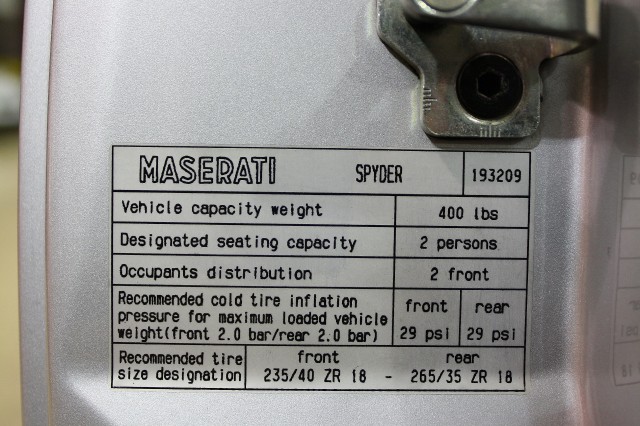 MASERATI SPYDER 193209
Vehicle capacity weight 400 lbs
Designated seating capacity 2 persons
Occupants distribution 2 front
Recommended cold tire inflation
pressure for maximum loaded vehicle
weight(front 2.0 bar/rear 2.0 bar)
front rear
29 psi 29 psi
Recommended tire
size designation
front rear
235/40 ZR 18 - 265/35 ZR 18